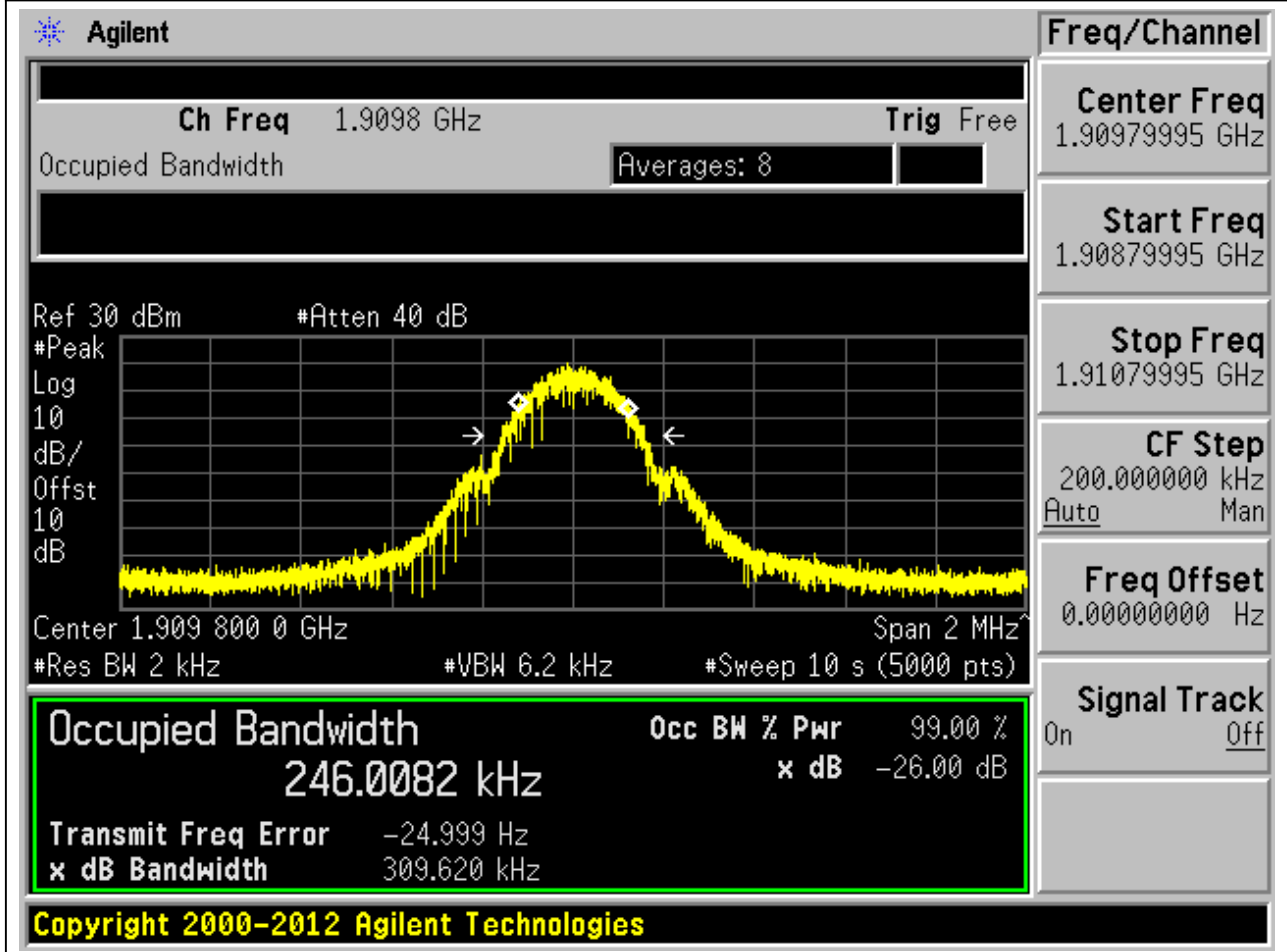 Agilent
Freq/Channel
Ch Freq 1.9098 GHz Trig Free
Occupied Bandwidth Averages: 8
Center Freq
1.90979995 GHz
Start Freq
1.90879995 GHz
Stop Freq
1.91079995 GHz
CF Step
200.000000 kHz
Auto Man
Freq Offset
0.00000000 Hz
Signal Track
On Off
Ref 30 dBm #Atten 40 dB
#Peak
Log
10
dB/
Offst
10
dB
Center 1.909 800 0 GHz Span 2 MHz^
#Res BW 2 kHz #VBW 6.2 kHz #Sweep 10 s (5000 pts)
Occupied Bandwidth Occ BW % Pwr 99.00 %
246.0082 kHz x dB -26.00 dB
Transmit Freq Error -24.999 Hz
x dB Bandwidth 309.620 kHz
Copyright 2000-2012 Agilent Technologies